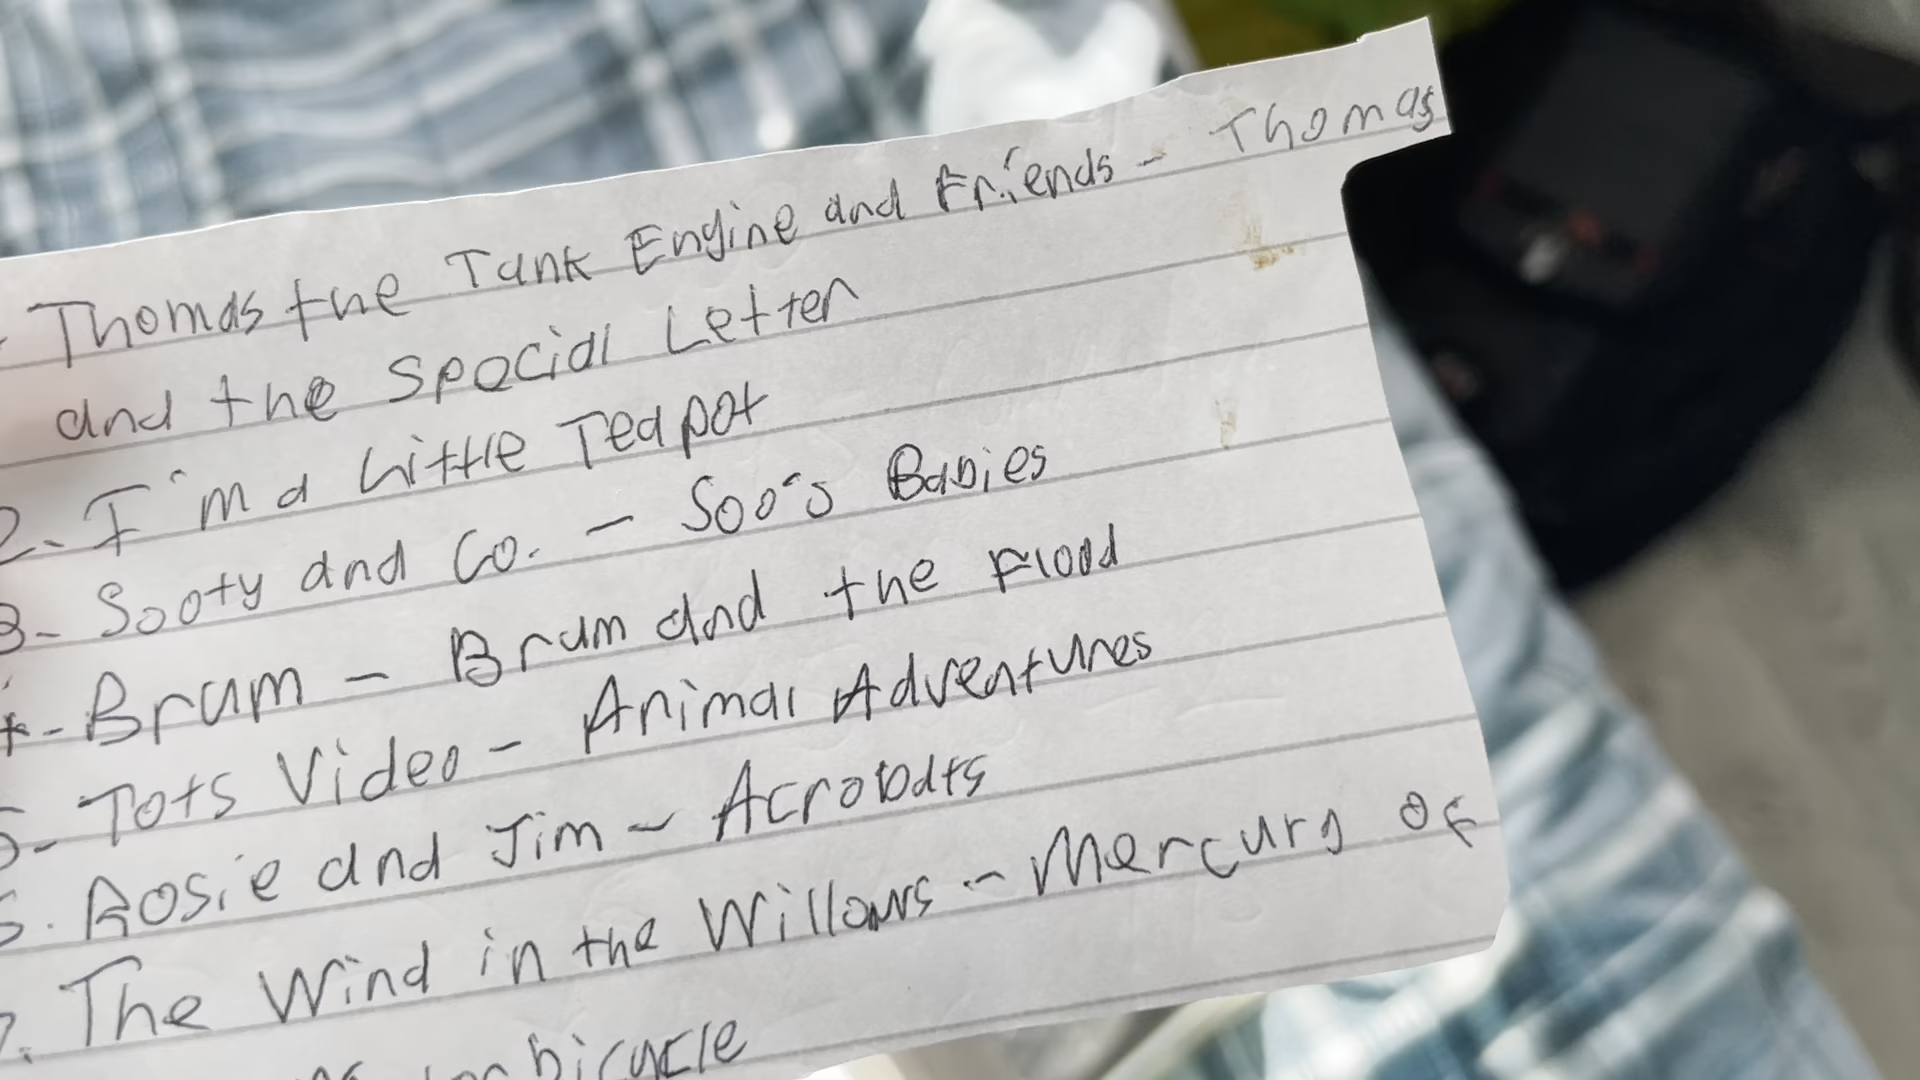 - Thomas the Tank Engine and Friends - Thomas
and the Special Letter
2. I'm a Little Teapot
3- Sooty and Co. - Soo's Babies
4- Brum - Brum and the Flood
5- Tots Video - Animal Adventures
6. Rosie and Jim - Acrobats
7. The Wind in the Willows - Mercury of
bicycle